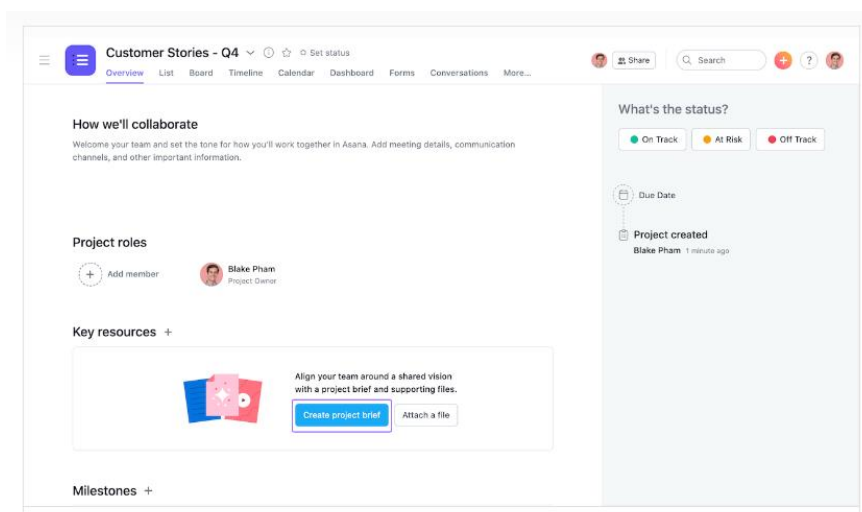 Customer Stories - Q4
Set status
Overview List Board Timeline Calendar Dashboard Forms Conversations More...
Share
Search
?
How we'll collaborate
Welcome your team and set the tone for how you'll work together in Asana. Add meeting details, communication
channels, and other important information.
Project roles
Add member
Blake Pham
Project Owner
Key resources +
Align your team around a shared vision
with a project brief and supporting files.
Create project brief Attach a file
Milestones +
What's the status?
On Track At Risk Off Track
Due Date
Project created
Blake Pham 1 minute ago